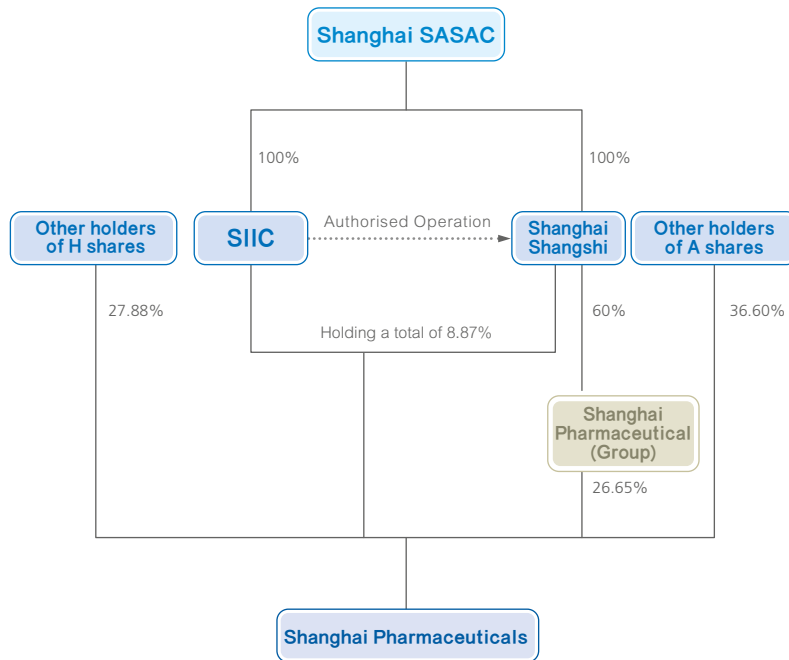 Shanghai SASAC
100%
100%
Other holders
of H shares
SIIC
Authorised Operation
Shanghai
Shangshi
Other holders
of A shares
27.88%
Holding a total of 8.87%
60%
36.60%
Shanghai
Pharmaceutical
(Group)
26.65%
Shanghai Pharmaceuticals